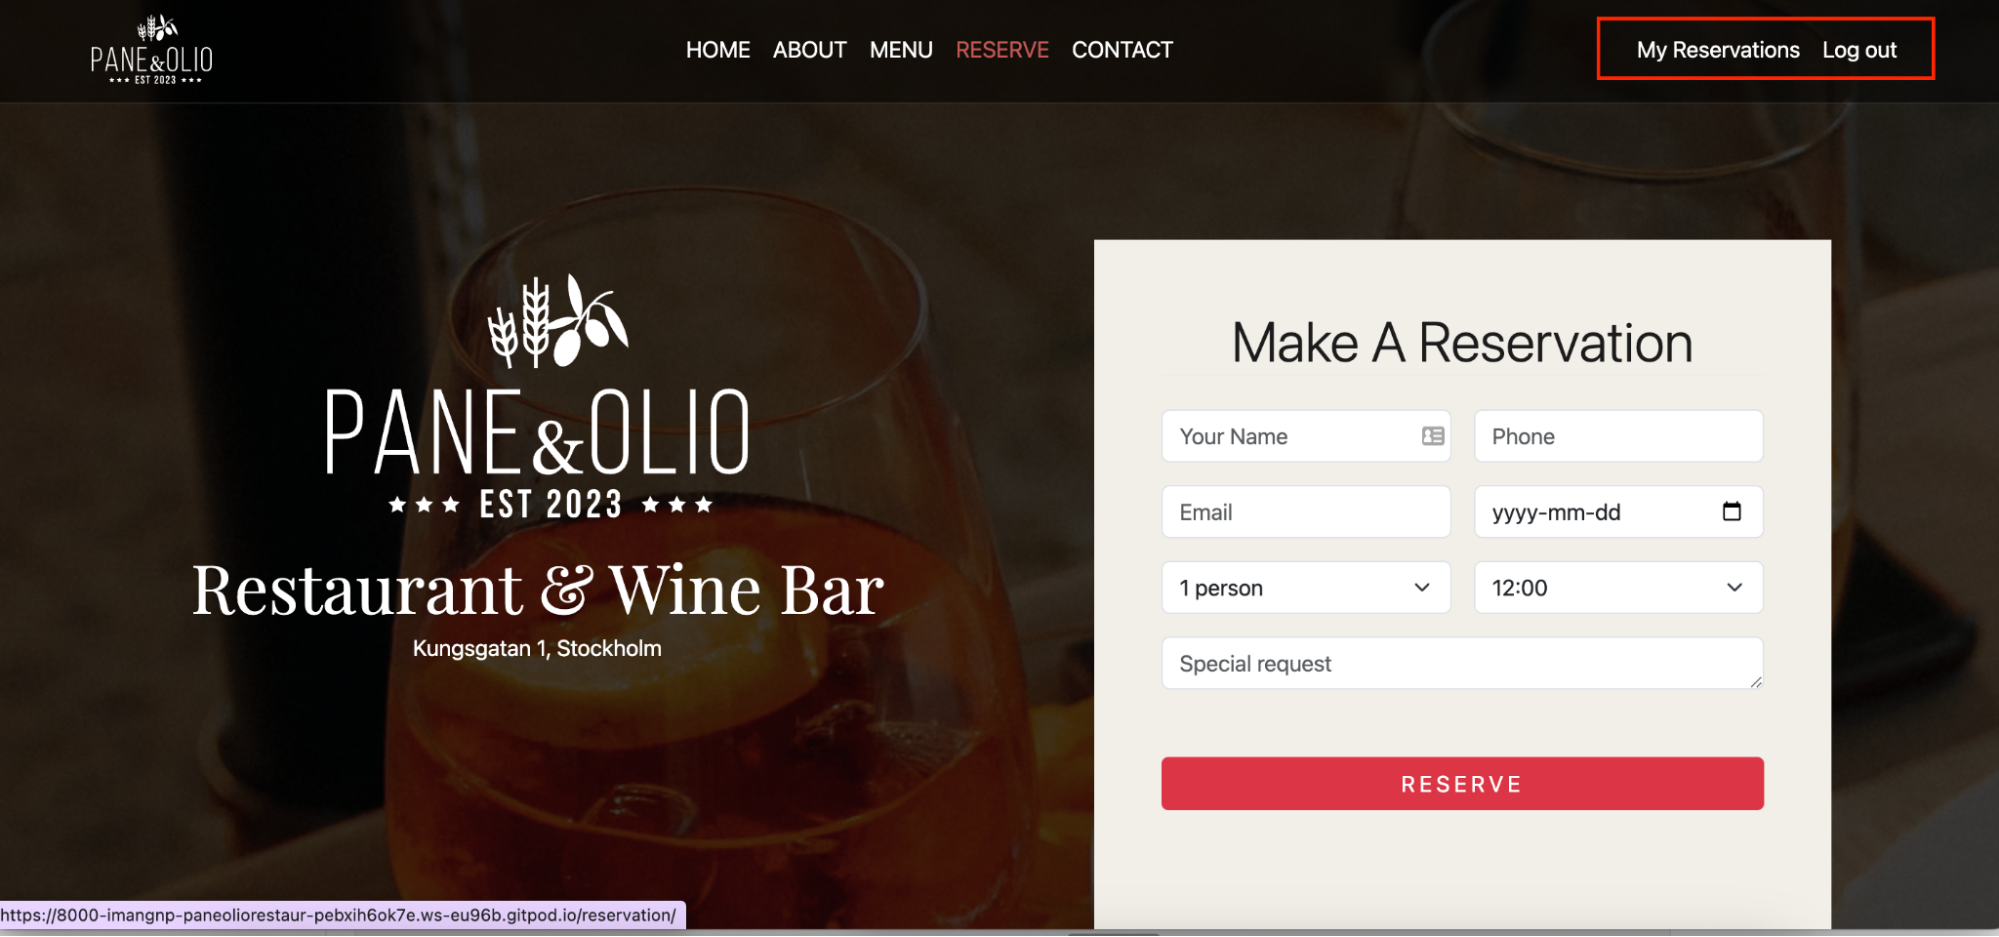 PANE&OLIO
★★★ EST 2023 ★★★
HOME ABOUT MENU RESERVE CONTACT
My Reservations Log out
PANE&OLIO
★★★ EST 2023 ★★★
Restaurant & Wine Bar
Kungsgatan 1, Stockholm
Make A Reservation
Your Name Phone
Email yyyy-mm-dd
1 person 12:00
Special request
RESERVE
https://8000-imangnp-paneoliorestaur-pebxih6ok7e.ws-eu96b.gitpod.io/reservation/